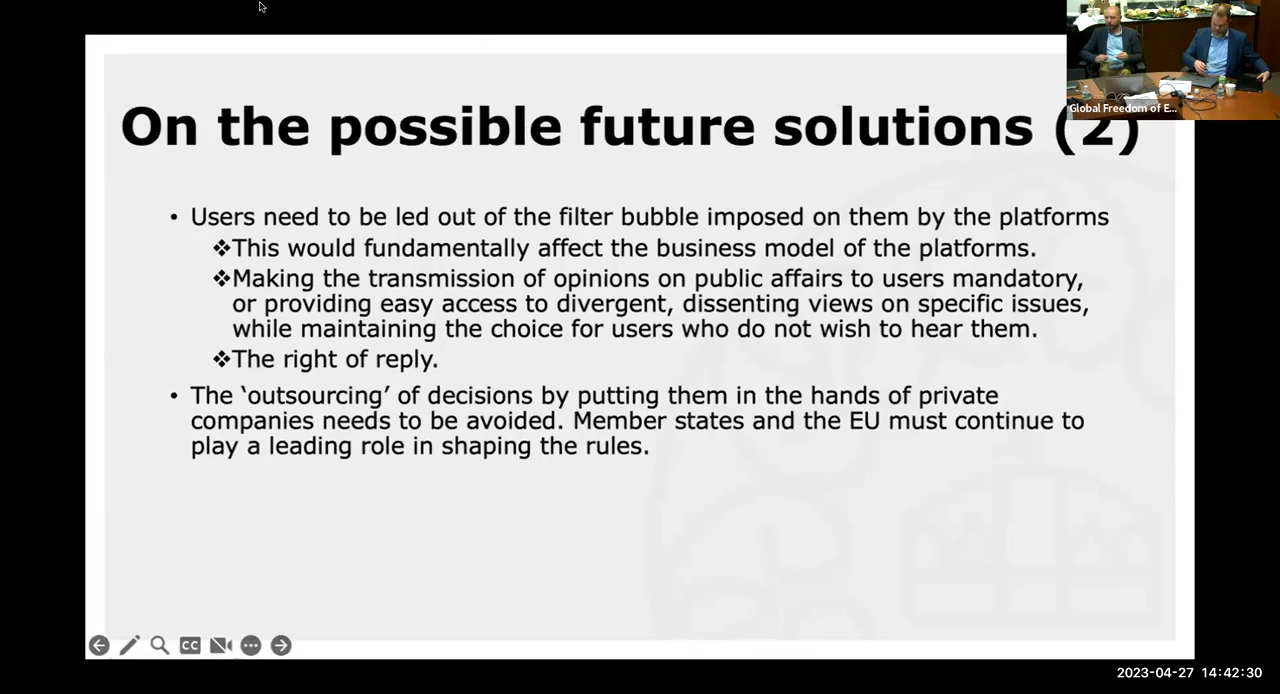 Global Freedom of E...
On the possible future solutions (2)
• Users need to be led out of the filter bubble imposed on them by the platforms
❖This would fundamentally affect the business model of the platforms.
❖Making the transmission of opinions on public affairs to users mandatory,
or providing easy access to divergent, dissenting views on specific issues,
while maintaining the choice for users who do not wish to hear them.
❖The right of reply.
• The ‘outsourcing’ of decisions by putting them in the hands of private
companies needs to be avoided. Member states and the EU must continue to
play a leading role in shaping the rules.
CC
2023-04-27 14:42:30